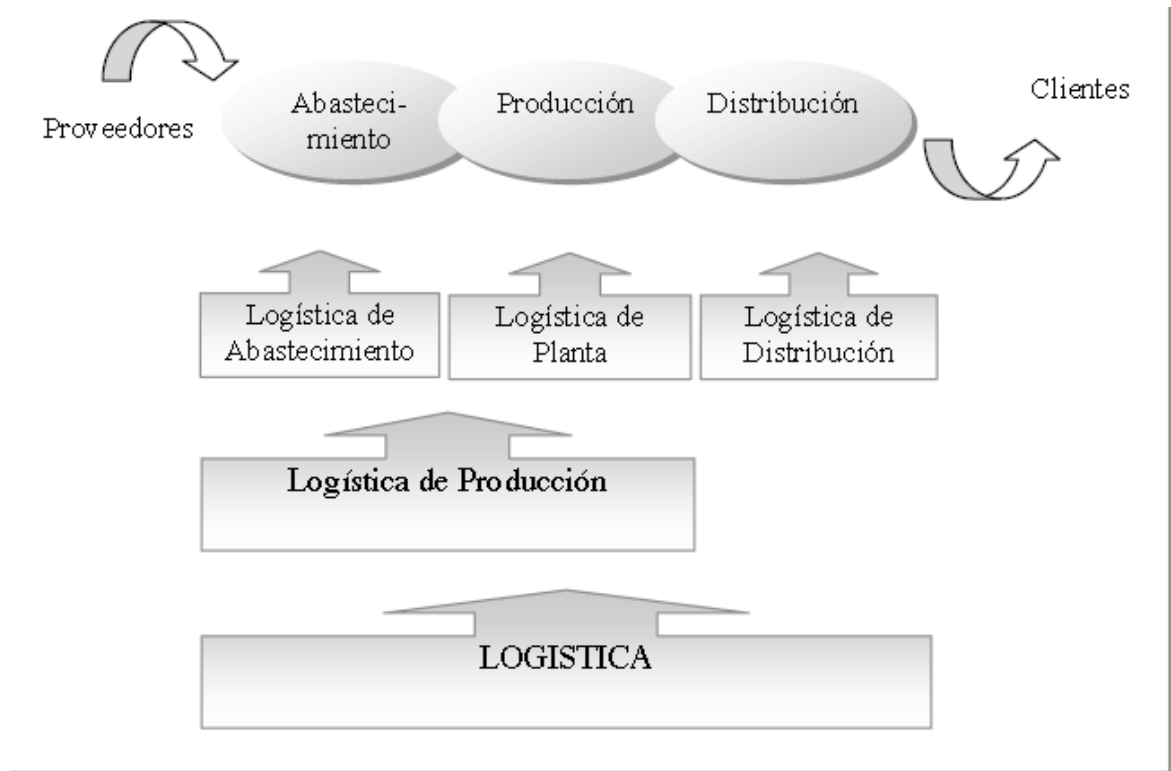 Proveedores
Abasteci-
miento
Producción
Distribución
Clientes
Logística de
Abastecimiento
Logística de
Planta
Logística de
Distribución
Logística de Producción
LOGISTICA